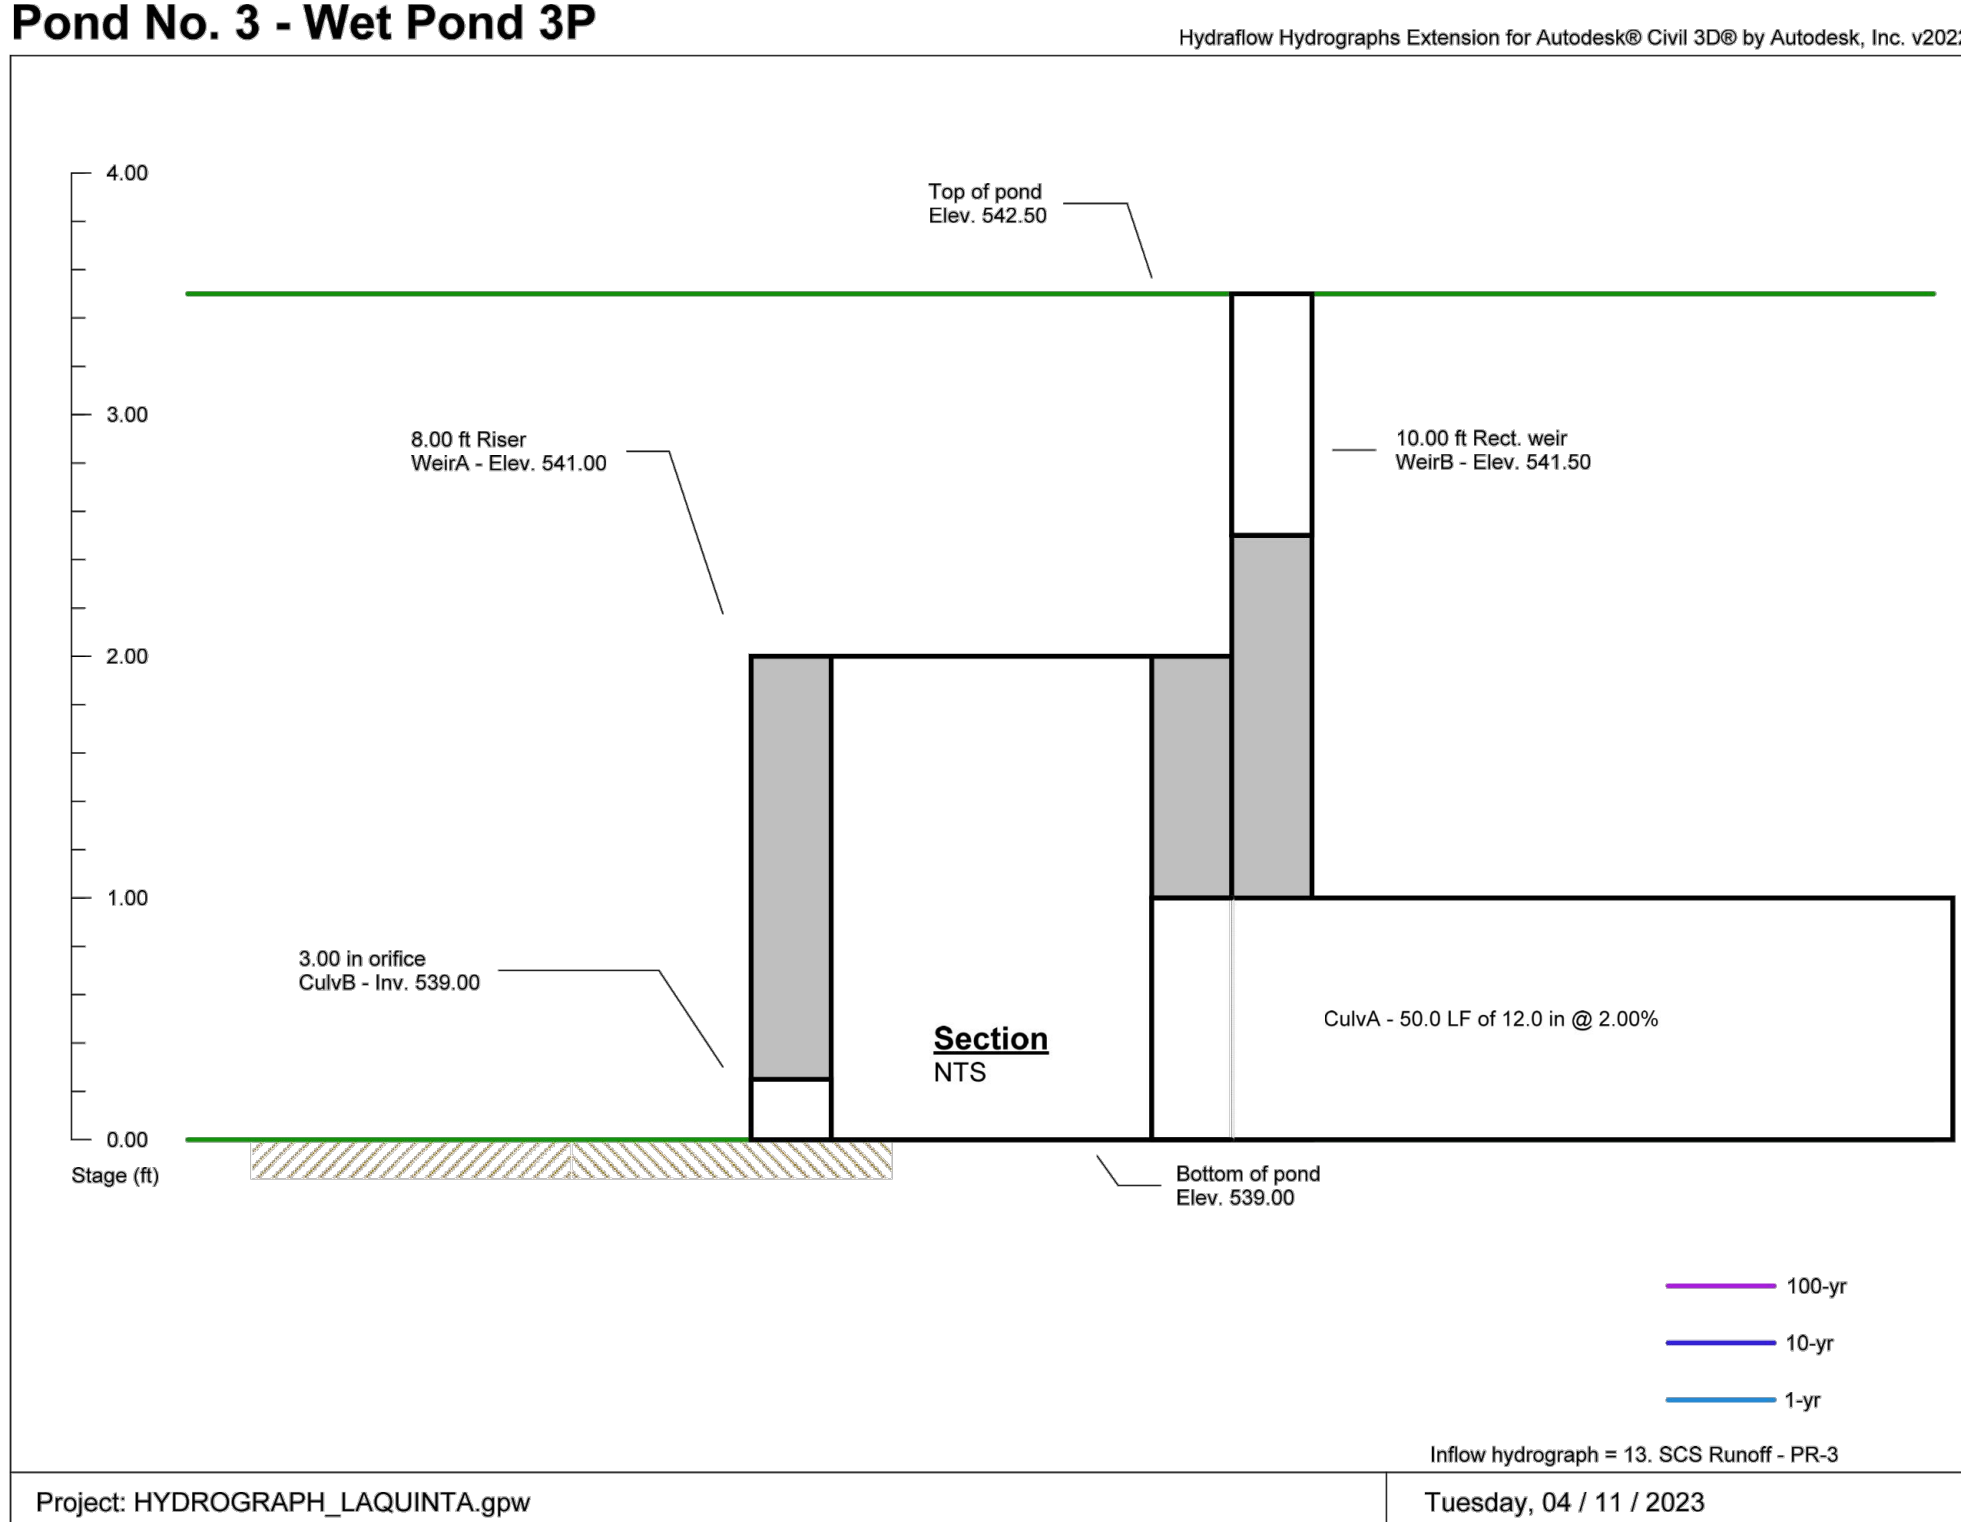 Pond No. 3 - Wet Pond 3P
Hydraflow Hydrographs Extension for Autodesk® Civil 3D® by Autodesk, Inc. v2022
4.00
Top of pond
Elev. 542.50
3.00
8.00 ft Riser
WeirA - Elev. 541.00
10.00 ft Rect. weir
WeirB - Elev. 541.50
2.00
1.00
3.00 in orifice
CulvB - Inv. 539.00
Section
NTS
CulvA - 50.0 LF of 12.0 in @ 2.00%
0.00
Stage (ft)
Bottom of pond
Elev. 539.00
100-yr
10-yr
1-yr
Inflow hydrograph = 13. SCS Runoff - PR-3
Project: HYDROGRAPH_LAQUINTA.gpw
Tuesday, 04 / 11 / 2023